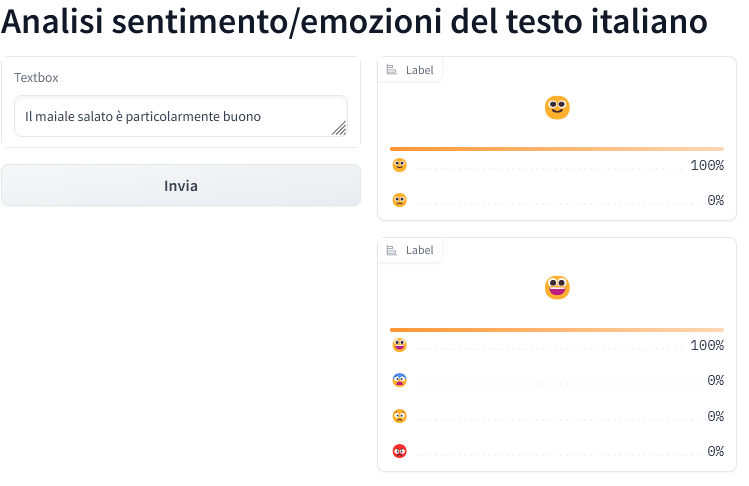 Analisi sentimento/emozioni del testo italiano
Textbox
Il maiale salato è particolarmente buono
Invia
Label
100%
0%
Label
100%
0%
0%
0%